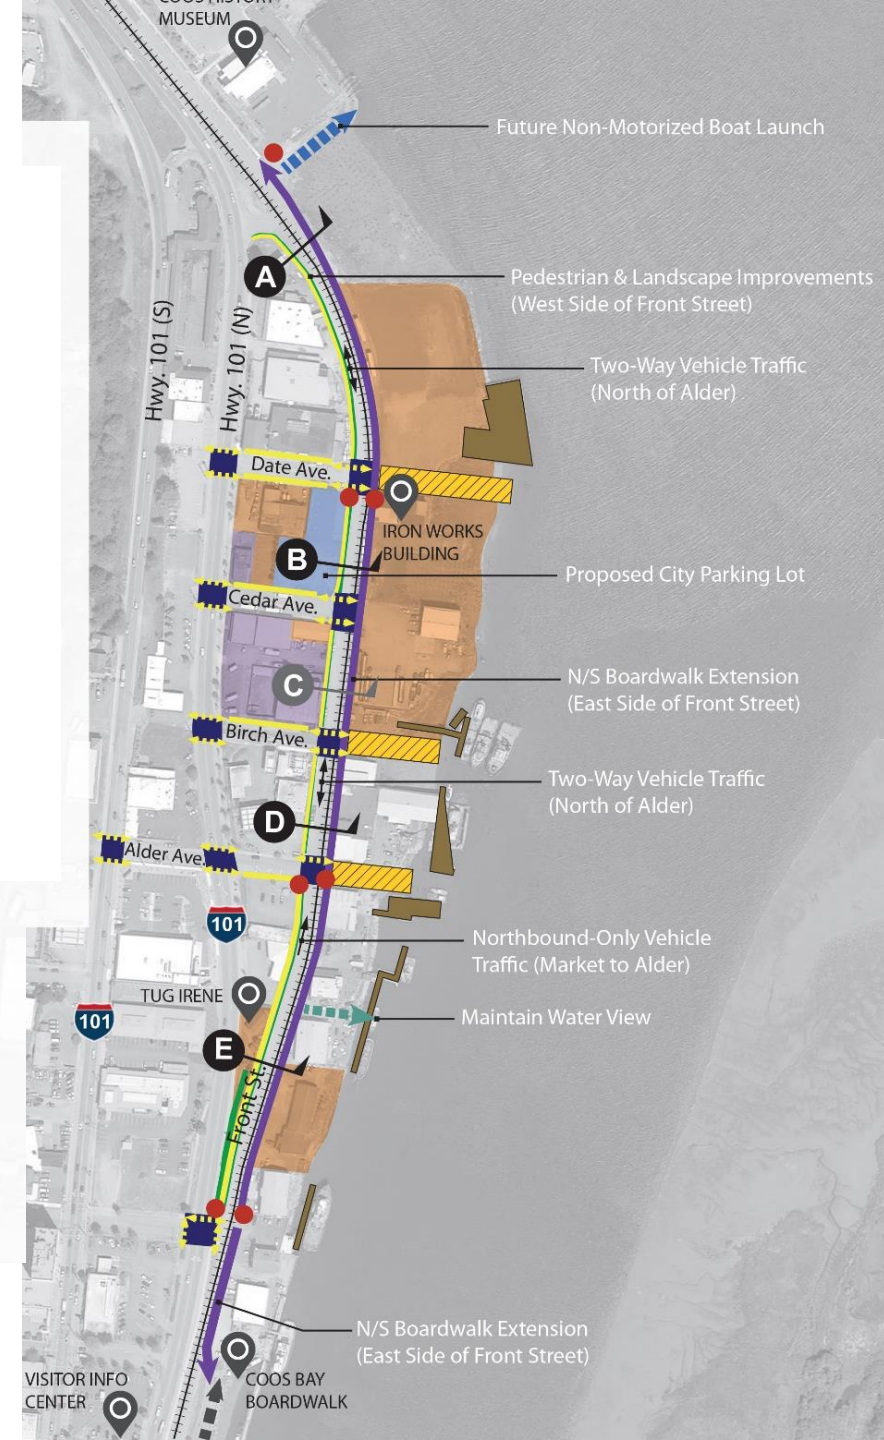 COOS HISTORY
MUSEUM
Future Non-Motorized Boat Launch
A
Pedestrian & Landscape Improvements
(West Side of Front Street)
Hwy. 101 (S)
Hwy. 101 (N)
Two-Way Vehicle Traffic
(North of Alder)
Date Ave.
IRON WORKS
BUILDING
B
Proposed City Parking Lot
Cedar Ave.
C
N/S Boardwalk Extension
(East Side of Front Street)
Birch Ave.
Two-Way Vehicle Traffic
(North of Alder)
D
Alder Ave.
101
Northbound-Only Vehicle
Traffic (Market to Alder)
TUG IRENE
101
Maintain Water View
E
Front St.
N/S Boardwalk Extension
(East Side of Front Street)
VISITOR INFO
CENTER
COOS BAY
BOARDWALK